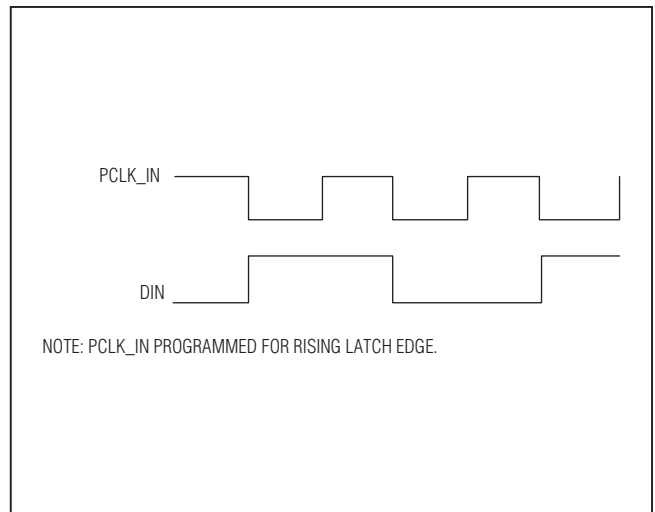 PCLK_IN
DIN
NOTE: PCLK_IN PROGRAMMED FOR RISING LATCH EDGE.